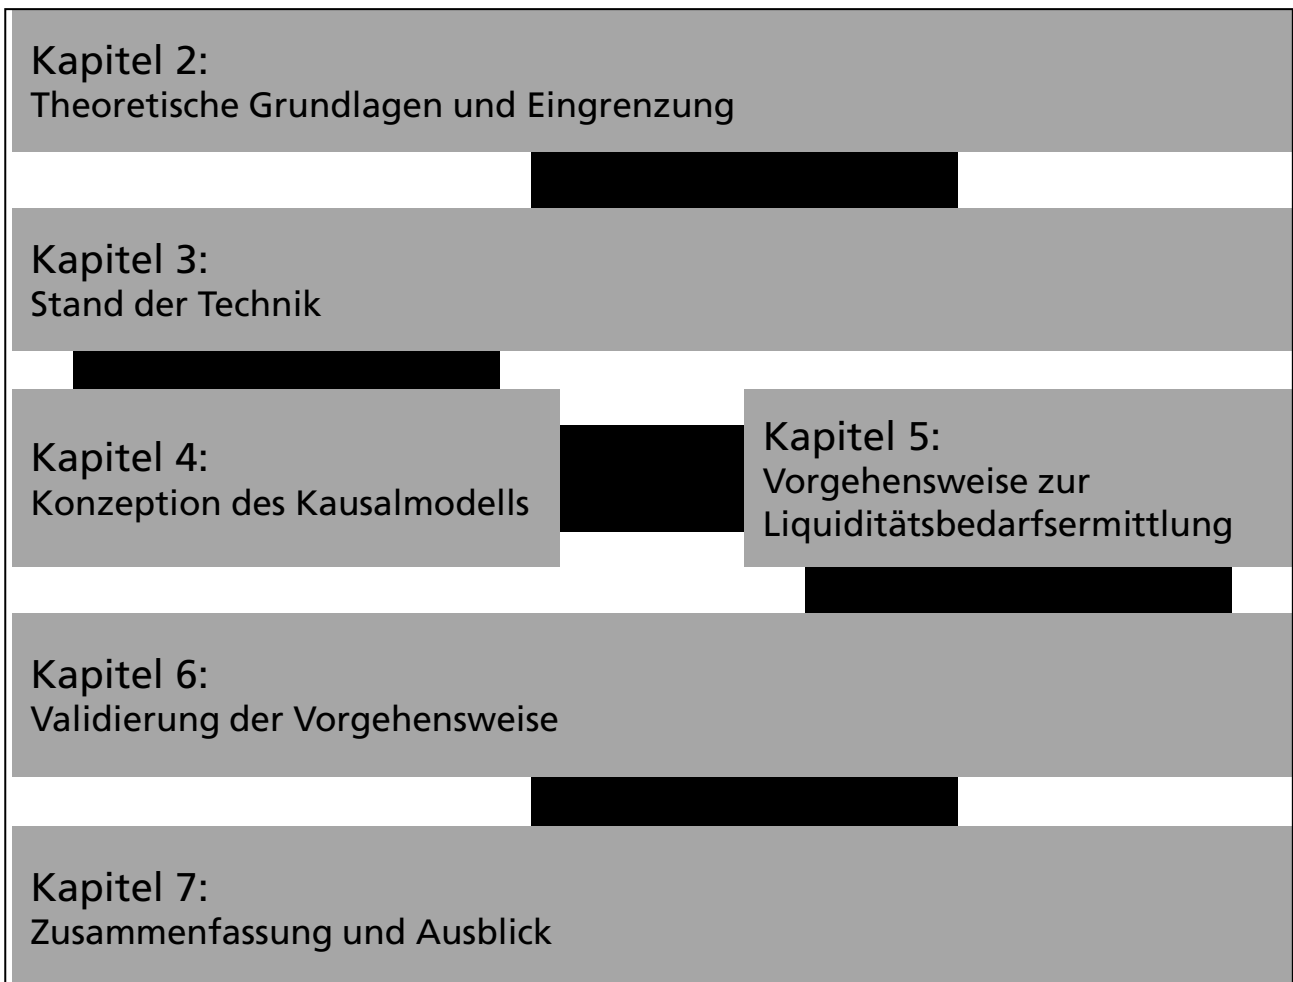 Kapitel 2:
Theoretische Grundlagen und Eingrenzung
Kapitel 3:
Stand der Technik
Kapitel 4:
Konzeption des Kausalmodells
Kapitel 5:
Vorgehensweise zur
Liquiditätsbedarfsermittlung
Kapitel 6:
Validierung der Vorgehensweise
Kapitel 7:
Zusammenfassung und Ausblick